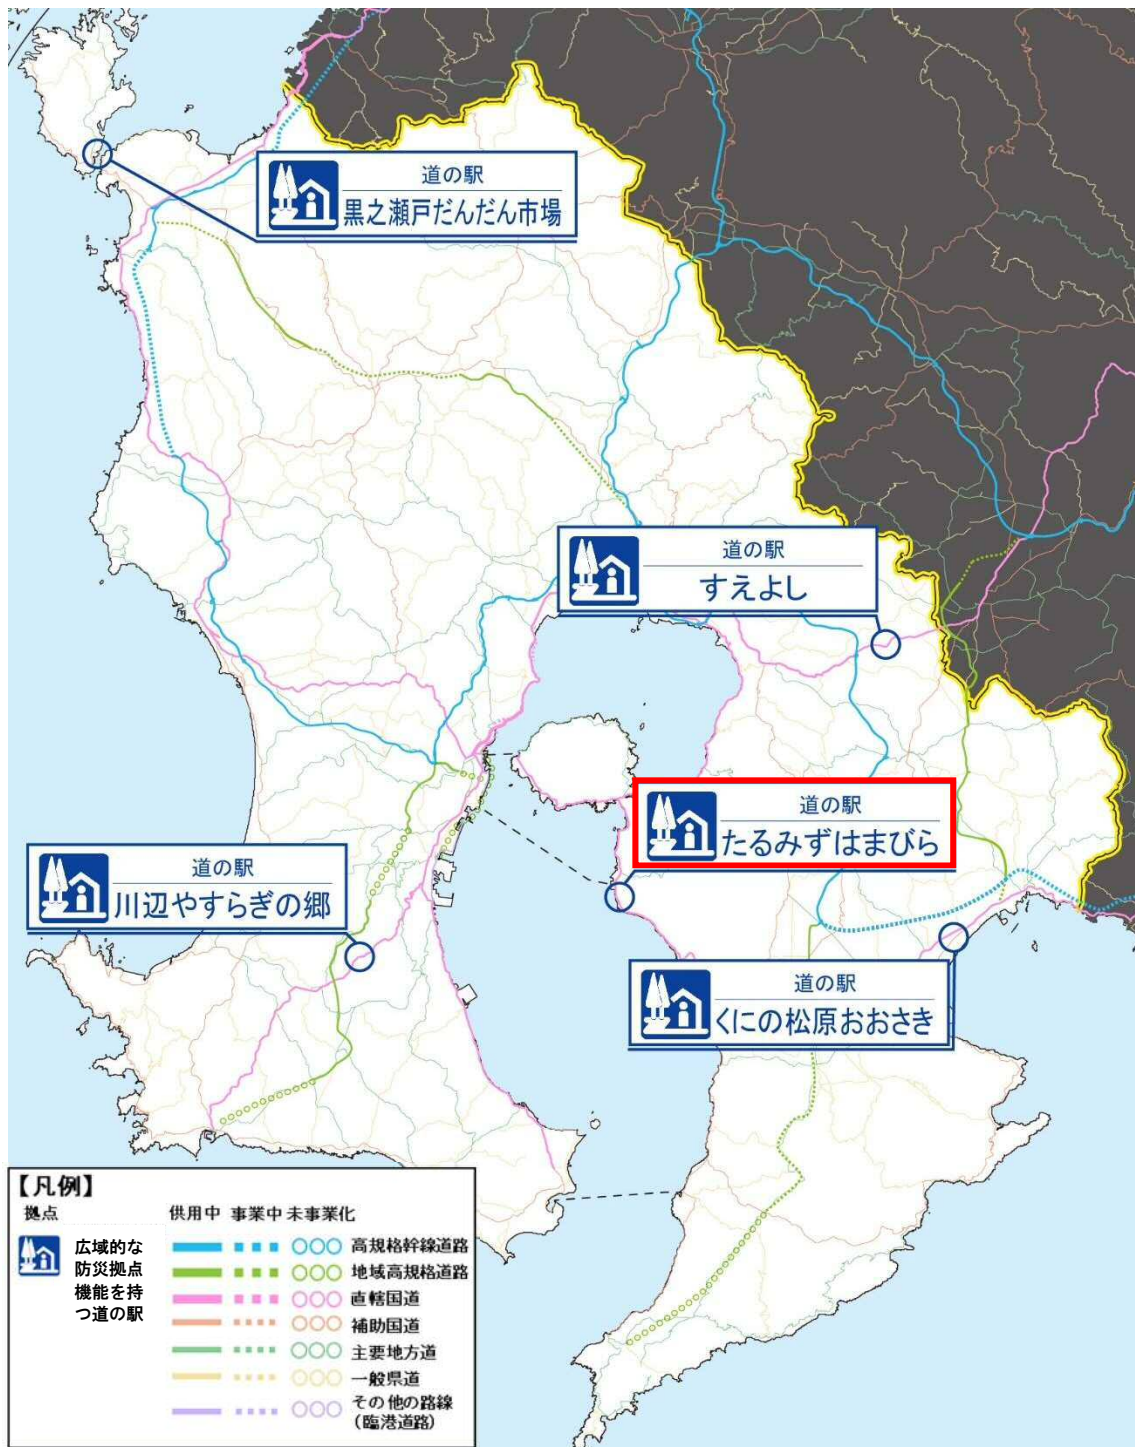 道の駅
黒之瀬戸だんだん市場
道の駅
すえよし
道の駅
たるみずはまびら
道の駅
川辺やすらぎの郷
道の駅
くにの松原おおさき
【凡例】
拠点
供用中 事業中 未事業化
広域的な
防災拠点
機能を持
つ道の駅
高規格幹線道路
地域高規格道路
直轄国道
補助国道
主要地方道
一般県道
その他の路線
(臨港道路)